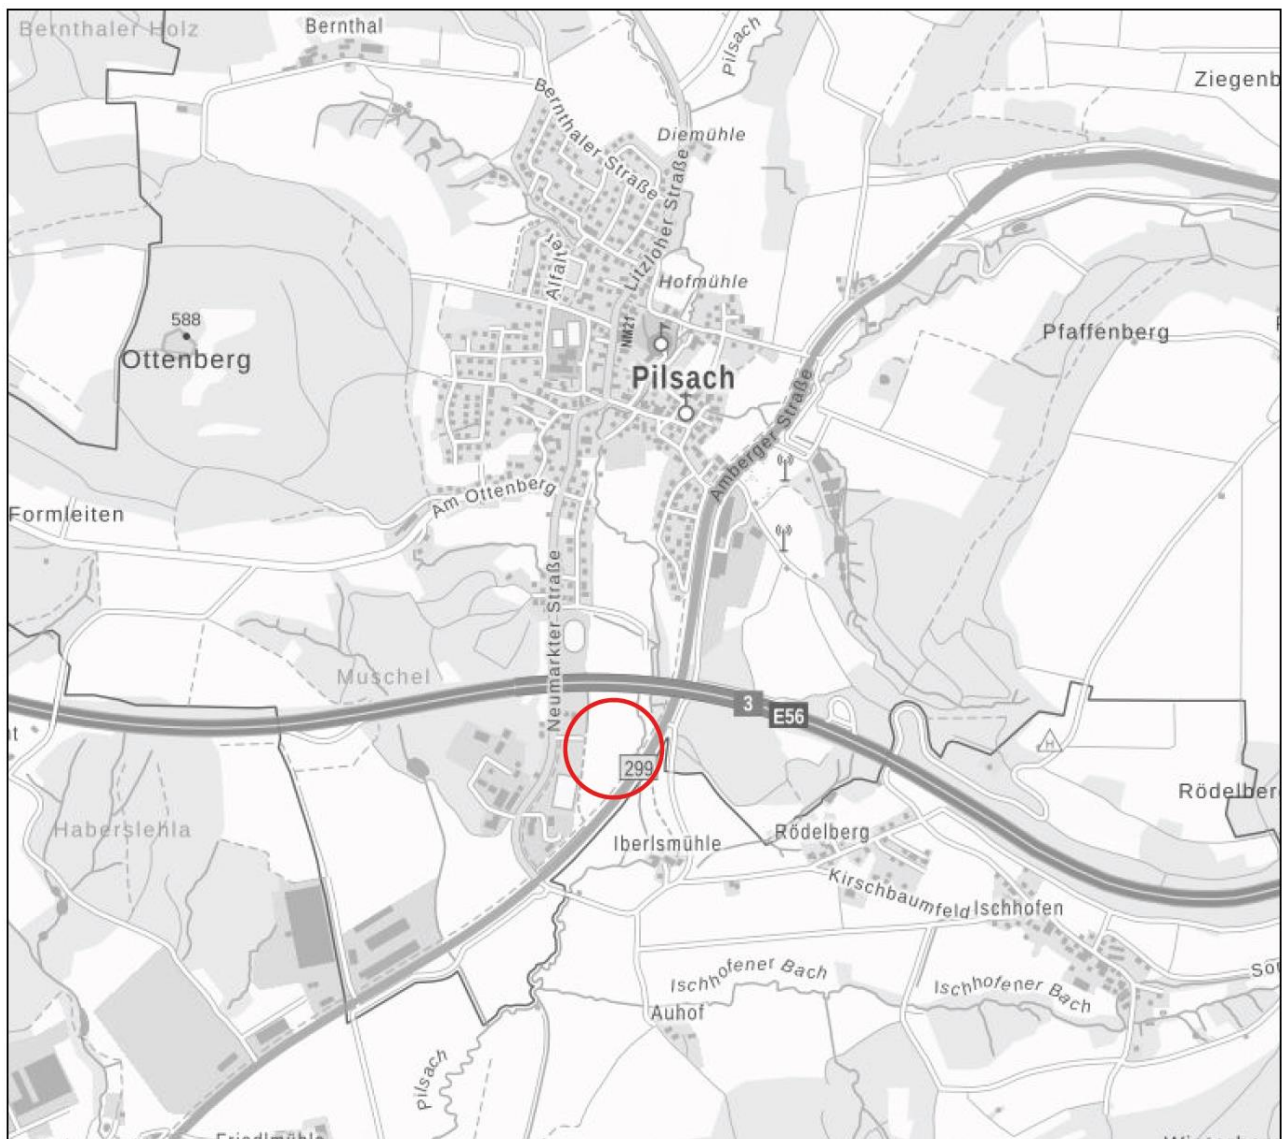 Bernthaler Holz
Bernthal
Pilsach
Ziegenb
Bernthaler Straße
Diemühle
Litzloher Straße
Alfalter
Hofmühle
588
Ottenberg
NM21
Pfaffenberg
Pilsach
Amberger Straße
Am Ottenberg
Formleiten
Neumarkter Straße
Muschel
3
E56
299
H
Rödelber
Haberslehla
Iberlsmühle
Rödelberg
Kirschbaumfeld
Ischhofen
Ischhofener Bach
Ischhofener Bach
Auhof
Pilsach